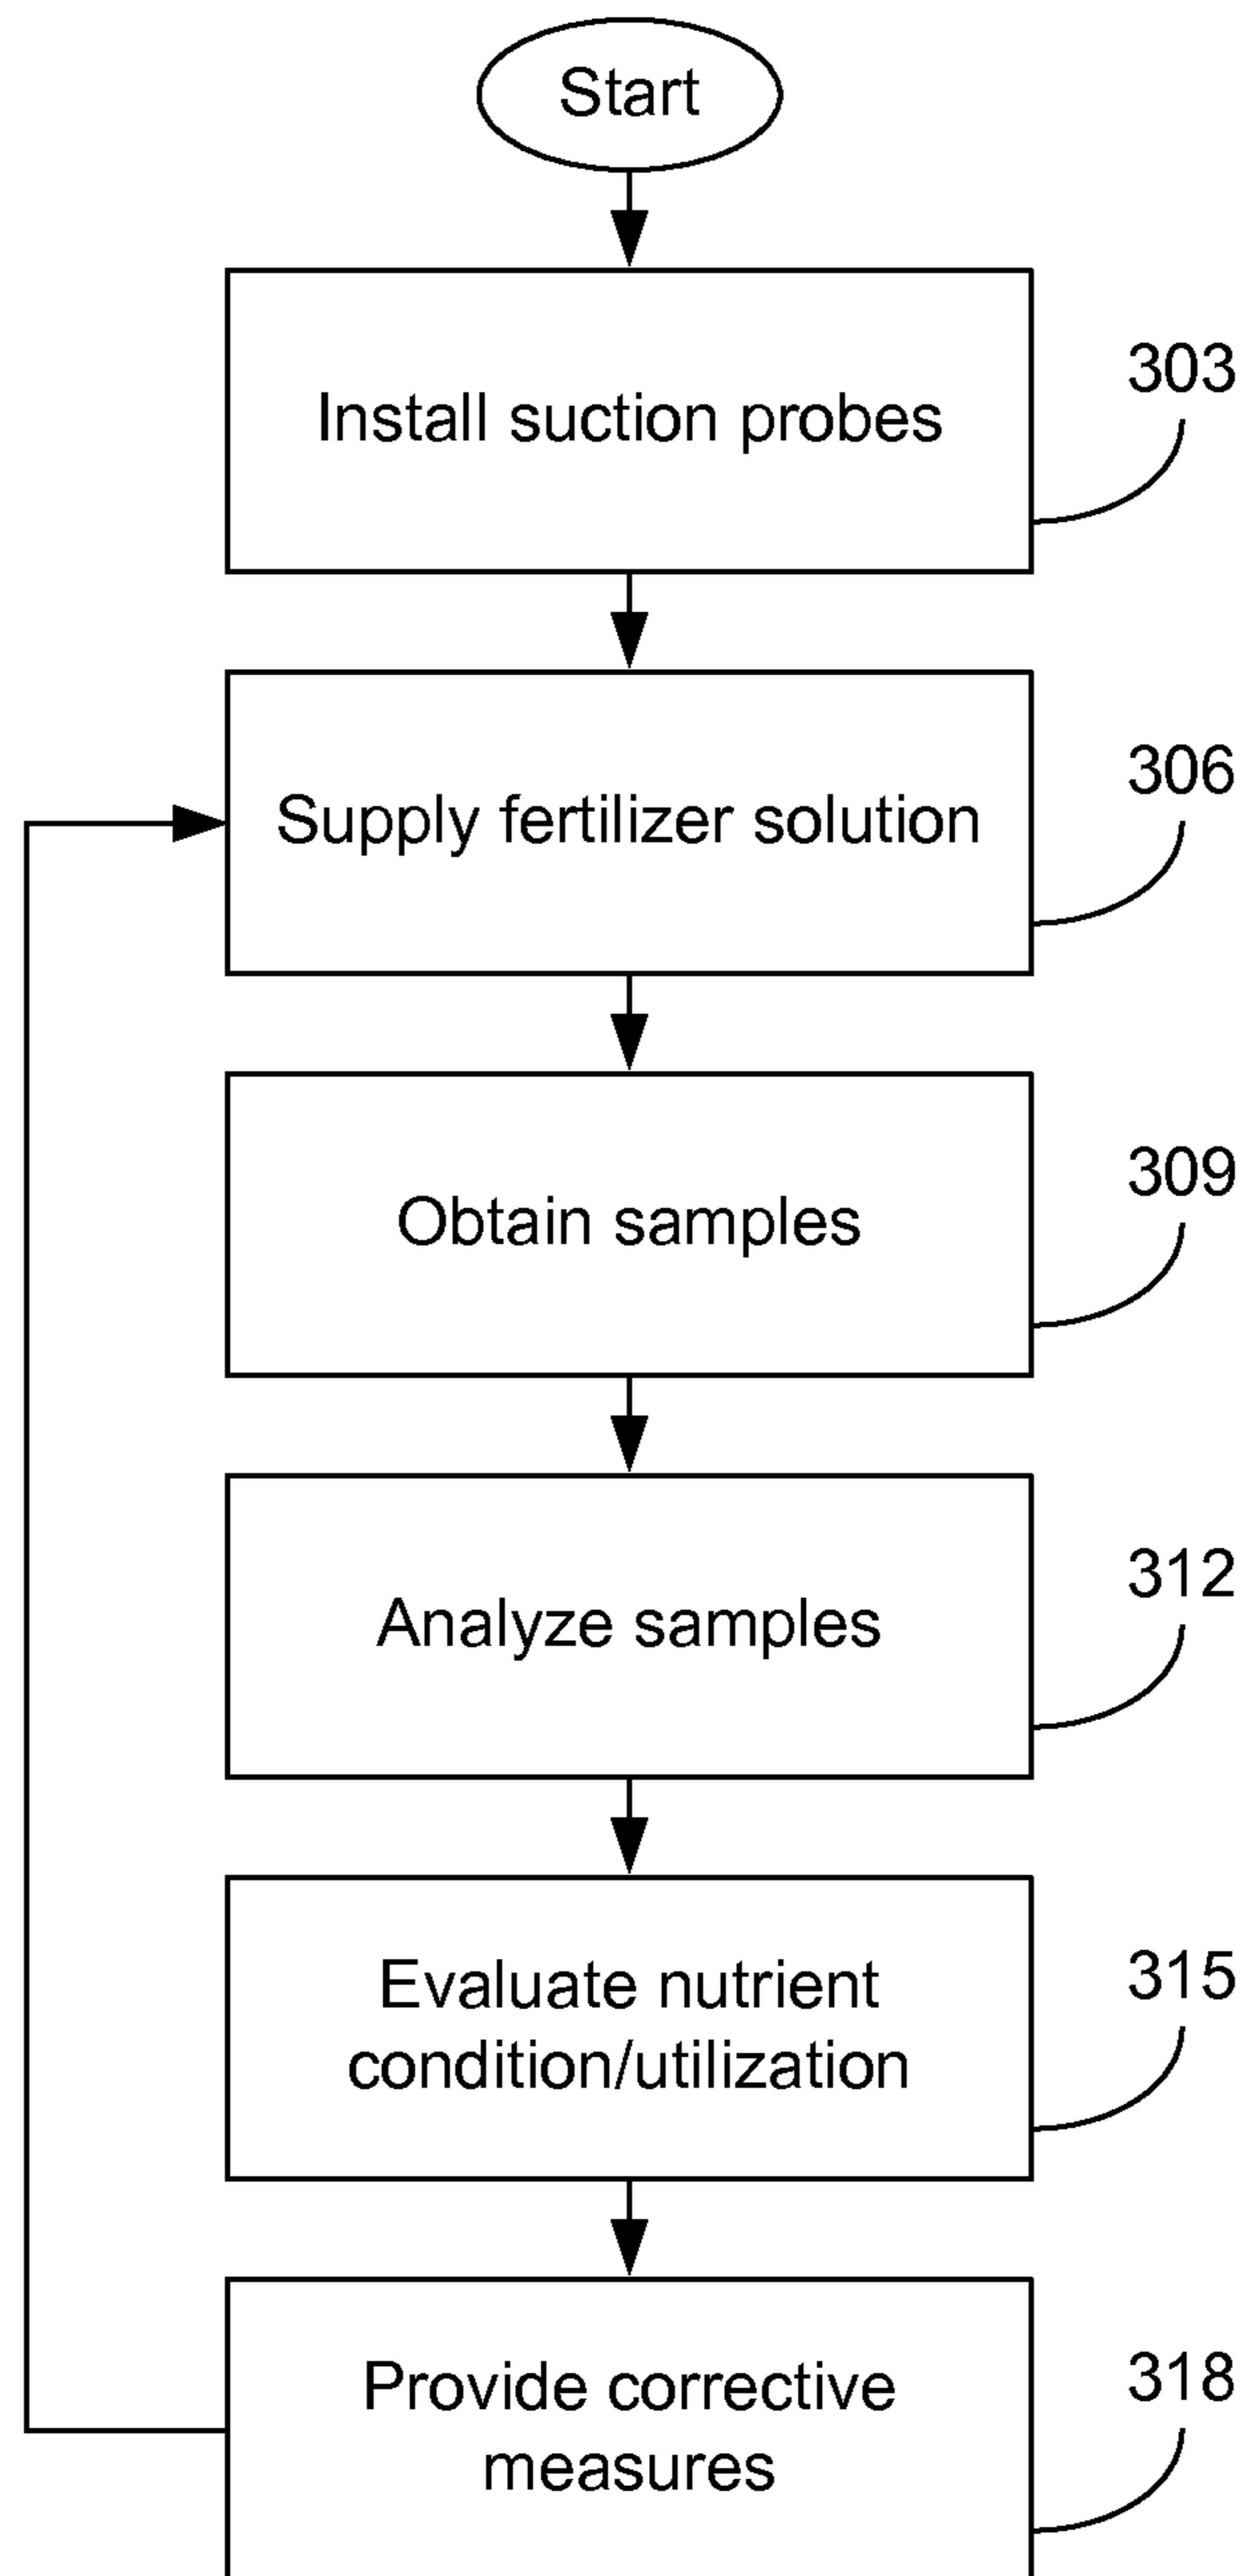 Start
Install suction probes
303
Supply fertilizer solution
306
Obtain samples
309
Analyze samples
312
Evaluate nutrient
condition/utilization
315
Provide corrective
measures
318